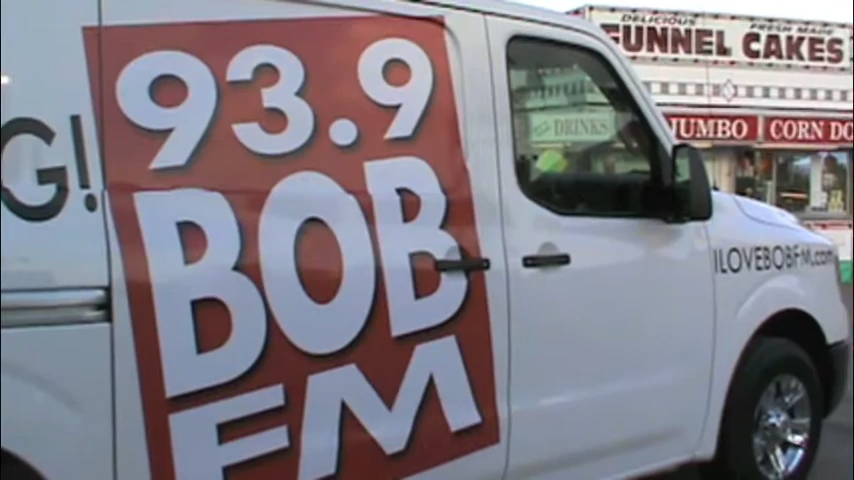 DELICIOUS FRESH MADE
FUNNEL CAKES
DRINKS
JUMBO CORN DO
G!
93.9
BOB
FM
ILOVEBOBFM.com